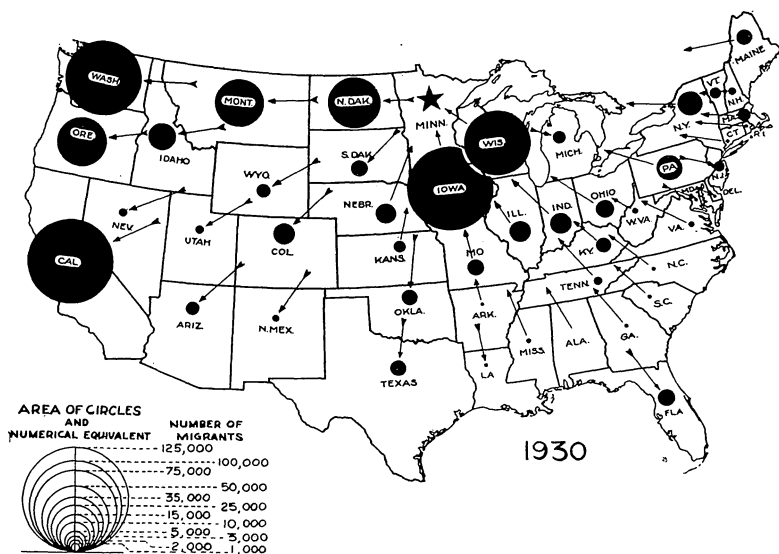 WASH
MONT.
N.DAK.
MINN.
WIS
MICH.
VT.
MAINE
N.H.
N.Y.
MAS.
CT.
R.I.
ORE
IDAHO
S.DAK.
WYO.
IOWA
PA
N.J.
MD.
DEL.
NEBR.
ILL.
IND.
OHIO
W.VA.
VA.
NEV.
UTAH
COL.
KANS.
MO
KY.
CAL
N.C.
TENN.
S.C.
ARIZ.
N.MEX.
OKLA.
ARK.
MISS.
ALA.
GA.
TEXAS
LA
FLA
1930
AREA OF CIRCLES
AND
NUMERICAL EQUIVALENT
NUMBER OF
MIGRANTS
125,000
100,000
75,000
50,000
35,000
25,000
15,000
10,000
5,000
3,000
2,000
1,000